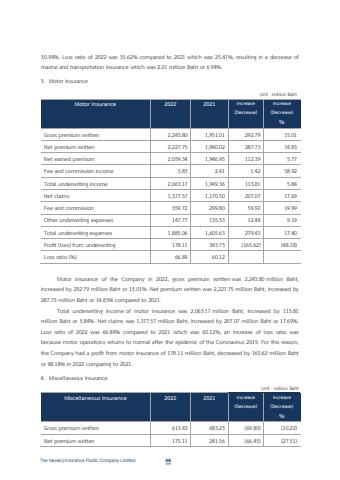 50.94%. Loss ratio of 2022 was 35.62% compared to 2021 which was 25.41%, resulting in a decrease of
marine and transportation insurance which was 2.21 million Baht or 6.94%.
3. Motor Insurance
Unit : million Baht
Motor Insurance 2022 2021 Increase (Decrease) Increase (Decrease) %
Gross premium written 2,243.80 1,951.01 292.79 15.01
Net premium written 2,227.75 1,940.02 287.73 14.83
Net earned premium 2,059.34 1,946.95 112.39 5.77
Fee and commission income 3.83 2.41 1.42 58.92
Total underwriting income 2,063.17 1,949.36 113.81 5.84
Net claims 1,377.57 1,170.50 207.07 17.69
Fee and commission 359.72 299.80 59.92 19.99
Other underwriting expenses 147.77 135.33 12.44 9.19
Total underwriting expenses 1,885.06 1,605.63 279.43 17.40
Profit (loss) from underwriting 178.11 343.73 (165.62) (48.18)
Loss ratio (%) 66.89 60.12
Motor insurance of the Company in 2022, gross premium written was 2,243.80 million Baht,
increased by 292.79 million Baht or 15.01%. Net premium written was 2,227.75 million Baht, increased by
287.73 million Baht or 14.83% compared to 2021.
Total underwriting income of motor insurance was 2,063.17 million Baht, increased by 113.81
million Baht or 5.84%. Net claims was 1,377.57 million Baht, increased by 207.07 million Baht or 17.69%.
Loss ratio of 2022 was 66.89% compared to 2021 which was 60.12%, an increase of loss ratio was
because motor operations returns to normal after the epidemic of the Coronavirus 2019. For this reason,
the Company had a profit from motor insurance of 178.11 million Baht, decreased by 165.62 million Baht
or 48.18% in 2022 comparing to 2021.
4. Miscellaneous Insurance
Unit : million Baht
Miscellaneous Insurance 2022 2021 Increase (Decrease) Increase (Decrease) %
Gross premium written 613.43 683.23 (69.80) (10.22)
Net premium written 175.11 241.56 (66.45) (27.51)
The Navakij Insurance Public Company Limited 68